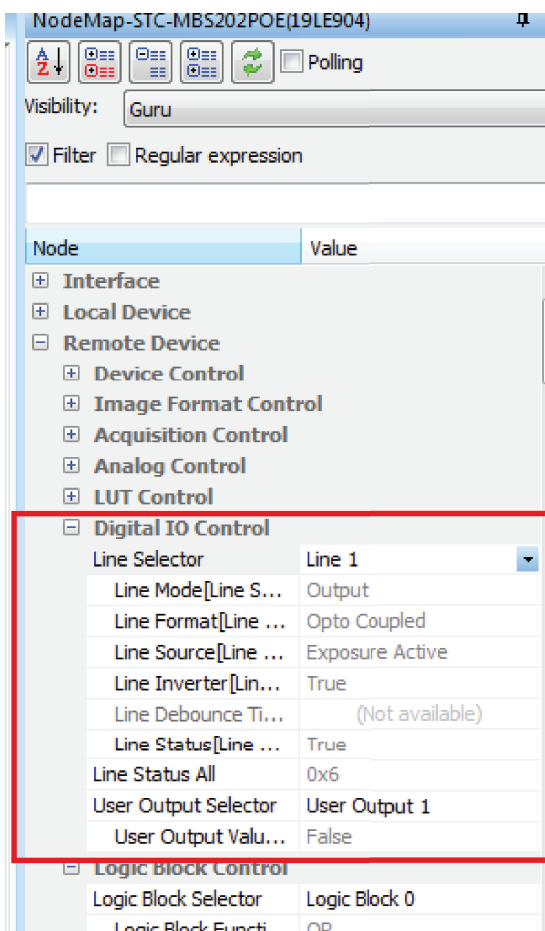 NodeMap-STC-MBS202POE(19LE904)
Polling
Visibility: Guru
Filter Regular expression
Node Value
Interface
Local Device
Remote Device
Device Control
Image Format Control
Acquisition Control
Analog Control
LUT Control
Digital IO Control
Line Selector Line 1
Line Mode[Line S... Output
Line Format[Line ... Opto Coupled
Line Source[Line ... Exposure Active
Line Inverter[Lin... True
Line Debounce Ti... (Not available)
Line Status[Line ... True
Line Status All 0x6
User Output Selector User Output 1
User Output Valu... False
Logic Block Control
Logic Block Selector Logic Block 0
Logic Block Functi... OR